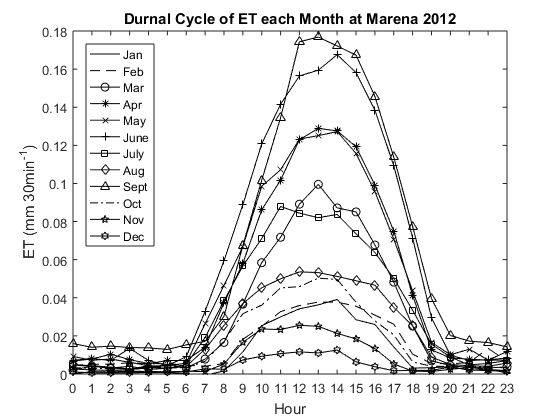 Durnal Cycle of ET each Month at Marena 2012
0.18
0.16
0.14
0.12
0.1
0.08
0.06
0.04
0.02
0
ET (mm 30min⁻¹)
Jan
Feb
Mar
Apr
May
June
July
Aug
Sept
Oct
Nov
Dec
0 1 2 3 4 5 6 7 8 9 10 11 12 13 14 15 16 17 18 19 20 21 22 23
Hour